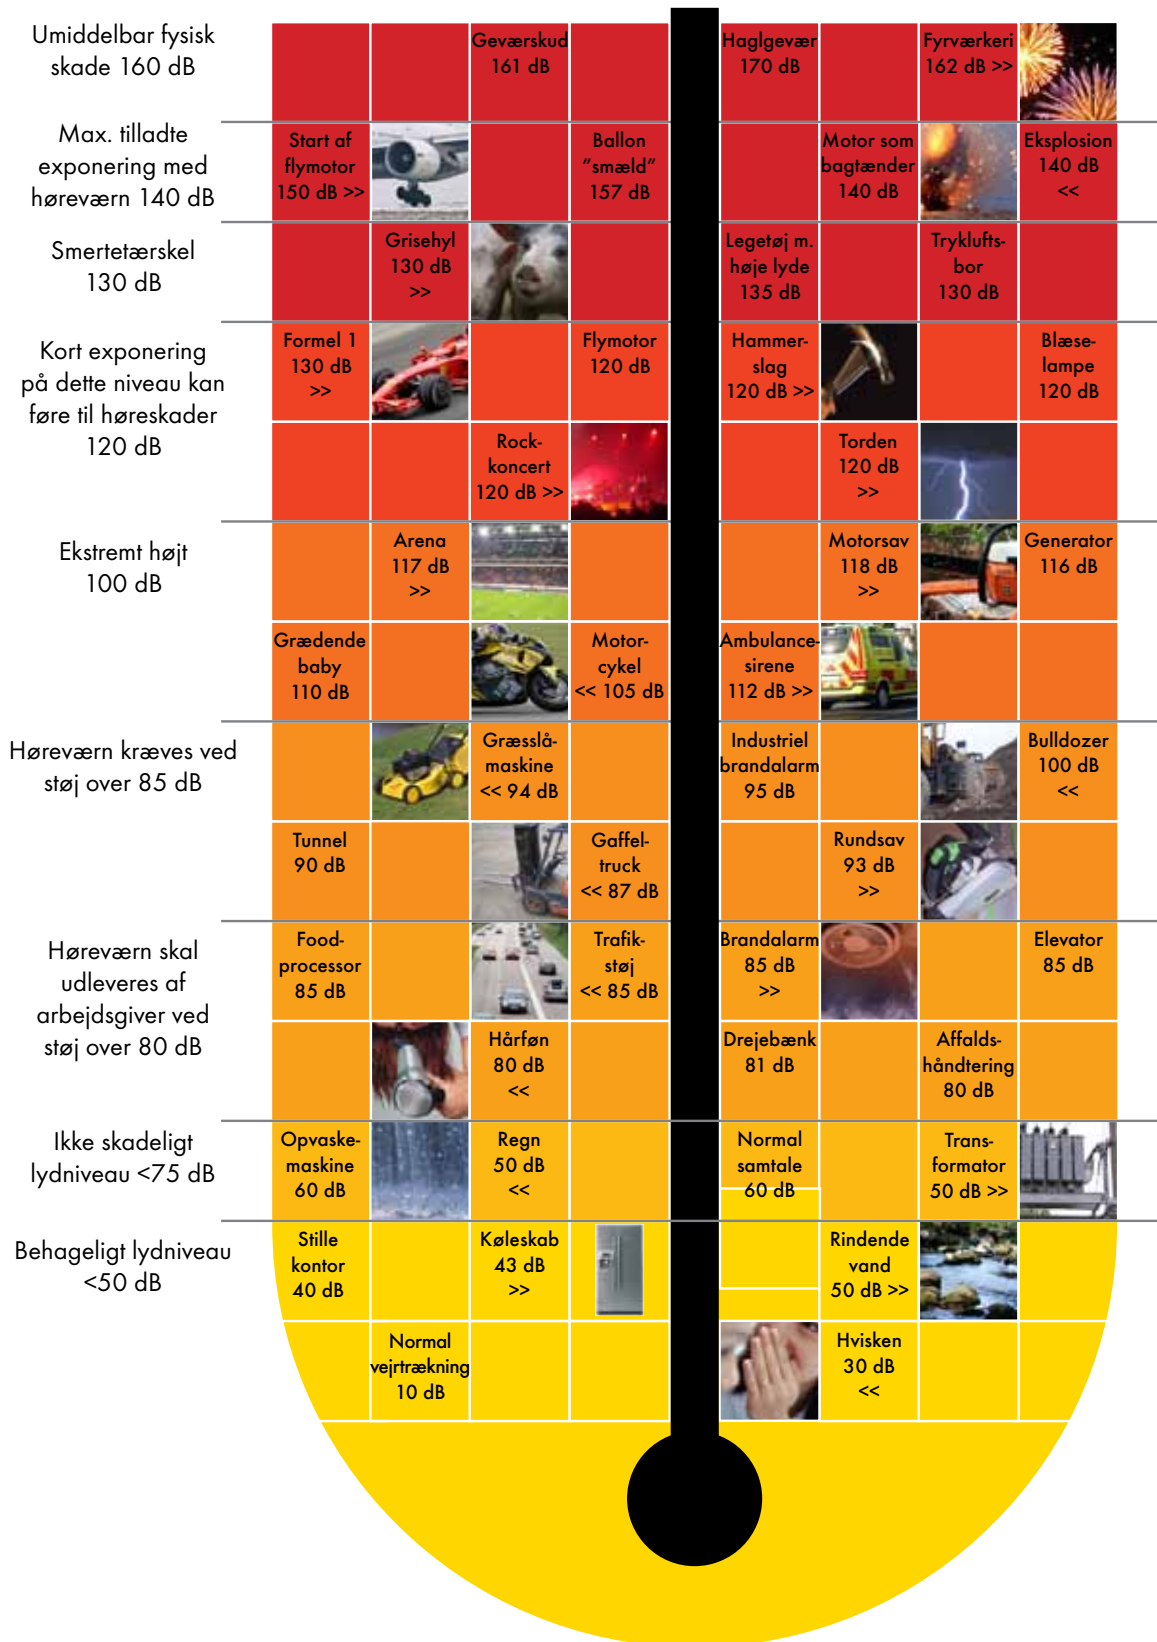 Umiddelbar fysisk
skade 160 dB
Geværskud
161 dB
Haglgevær
170 dB
Fyrværkeri
162 dB >>
Max. tilladte
exponering med
høreværn 140 dB
Start af
flymotor
150 dB >>
Ballon
"smæld"
157 dB
Motor som
bagtænder
140 dB
Eksplosion
140 dB
<<
Smertetærskel
130 dB
Grisehyl
130 dB
>>
Legetøj m.
høje lyde
135 dB
Tryklufts-
bor
130 dB
Kort exponering
på dette niveau kan
føre til høreskader
120 dB
Formel 1
130 dB
>>
Flymotor
120 dB
Hammer-
slag
120 dB >>
Blæse-
lampe
120 dB
Rock-
koncert
120 dB >>
Torden
120 dB
>>
Ekstremt højt
100 dB
Arena
117 dB
>>
Motorsav
118 dB
>>
Generator
116 dB
Grædende
baby
110 dB
Motor-
cykel
<< 105 dB
Ambulance-
sirene
112 dB >>
Høreværn kræves ved
støj over 85 dB
Græsslå-
maskine
<< 94 dB
Industriel
brandalarm
95 dB
Bulldozer
100 dB
<<
Tunnel
90 dB
Gaffel-
truck
<< 87 dB
Rundsav
93 dB
>>
Høreværn skal
udleveres af
arbejdsgiver ved
støj over 80 dB
Food-
processor
85 dB
Trafik-
støj
<< 85 dB
Brandalarm
85 dB
>>
Elevator
85 dB
Hårføn
80 dB
<<
Drejebænk
81 dB
Affalds-
håndtering
80 dB
Ikke skadeligt
lydniveau <75 dB
Opvaske-
maskine
60 dB
Regn
50 dB
<<
Normal
samtale
60 dB
Trans-
formator
50 dB >>
Behageligt lydniveau
<50 dB
Stille
kontor
40 dB
Køleskab
43 dB
>>
Rindende
vand
50 dB >>
Normal
vejrtrækning
10 dB
Hvisken
30 dB
<<